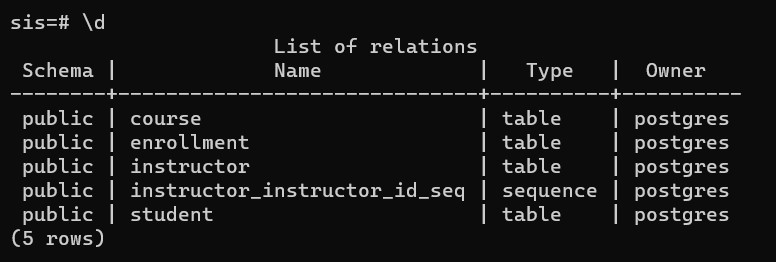 sis=# \d
                      List of relations
 Schema |             Name             |   Type   |  Owner
--------+------------------------------+----------+----------
 public | course                       | table    | postgres
 public | enrollment                   | table    | postgres
 public | instructor                   | table    | postgres
 public | instructor_instructor_id_seq | sequence | postgres
 public | student                      | table    | postgres
(5 rows)